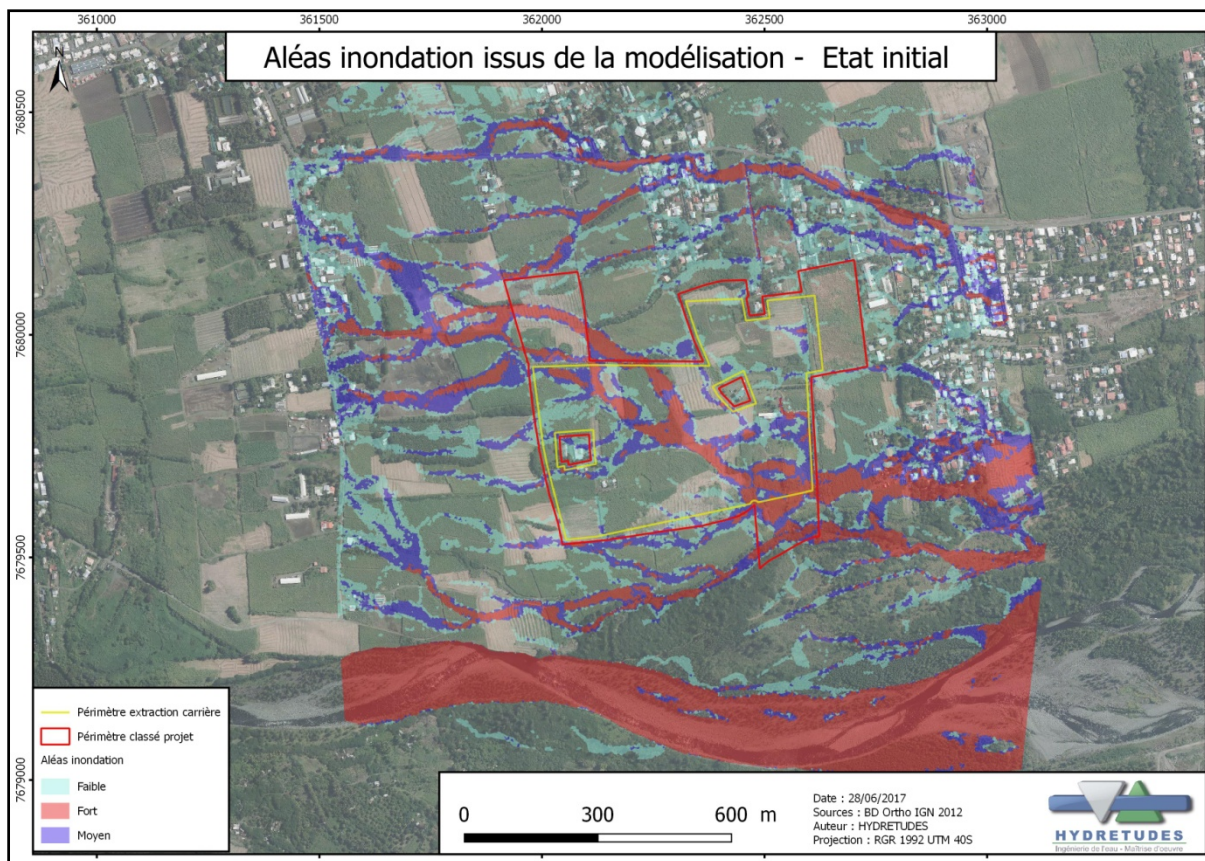 361000
361500
362000
362500
363000
Aléas inondation issus de la modélisation - Etat initial
N
7680500
7680000
7679500
7679000
Périmètre extraction carrière
Périmètre classé projet
Aléas inondation
Faible
Fort
Moyen
0 300 600 m
Date : 28/06/2017
Sources : BD Ortho IGN 2012
Auteur : HYDRETUDES
Projection : RGR 1992 UTM 40S
HYDRETUDES
Ingénierie de l'eau - Maîtrise d'oeuvre